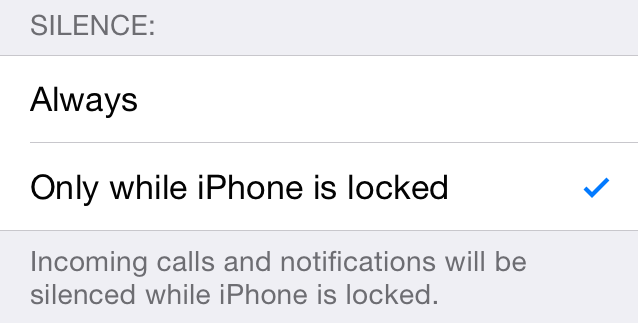 SILENCE:
Always
Only while iPhone is locked
Incoming calls and notifications will be
silenced while iPhone is locked.